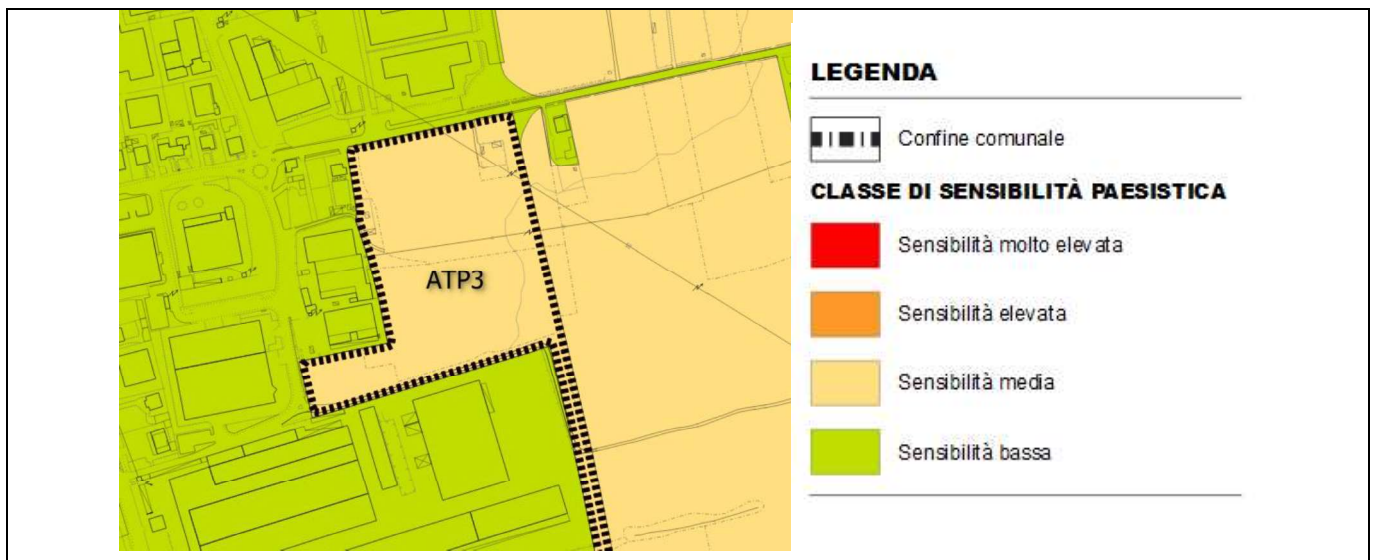 ATP3
LEGENDA
Confine comunale
CLASSE DI SENSIBILITÀ PAESISTICA
Sensibilità molto elevata
Sensibilità elevata
Sensibilità media
Sensibilità bassa